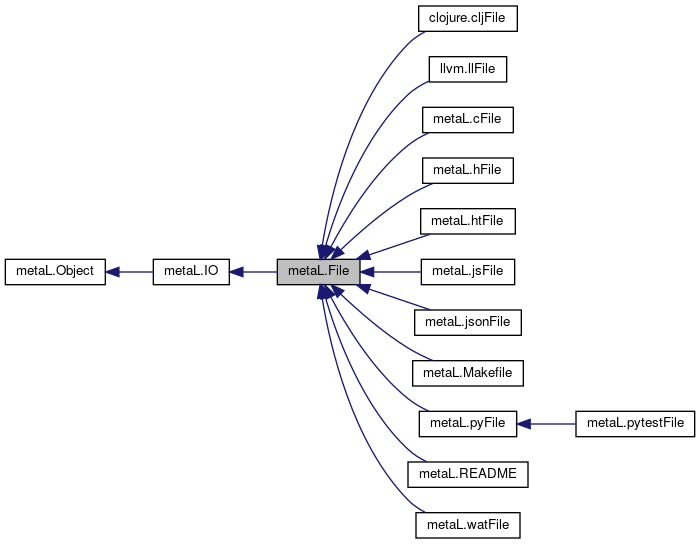 clojure.cljFile
llvm.llFile
metaL.cFile
metaL.hFile
metaL.htFile
metaL.Object
metaL.IO
metaL.File
metaL.jsFile
metaL.jsonFile
metaL.Makefile
metaL.pyFile
metaL.pytestFile
metaL.README
metaL.watFile